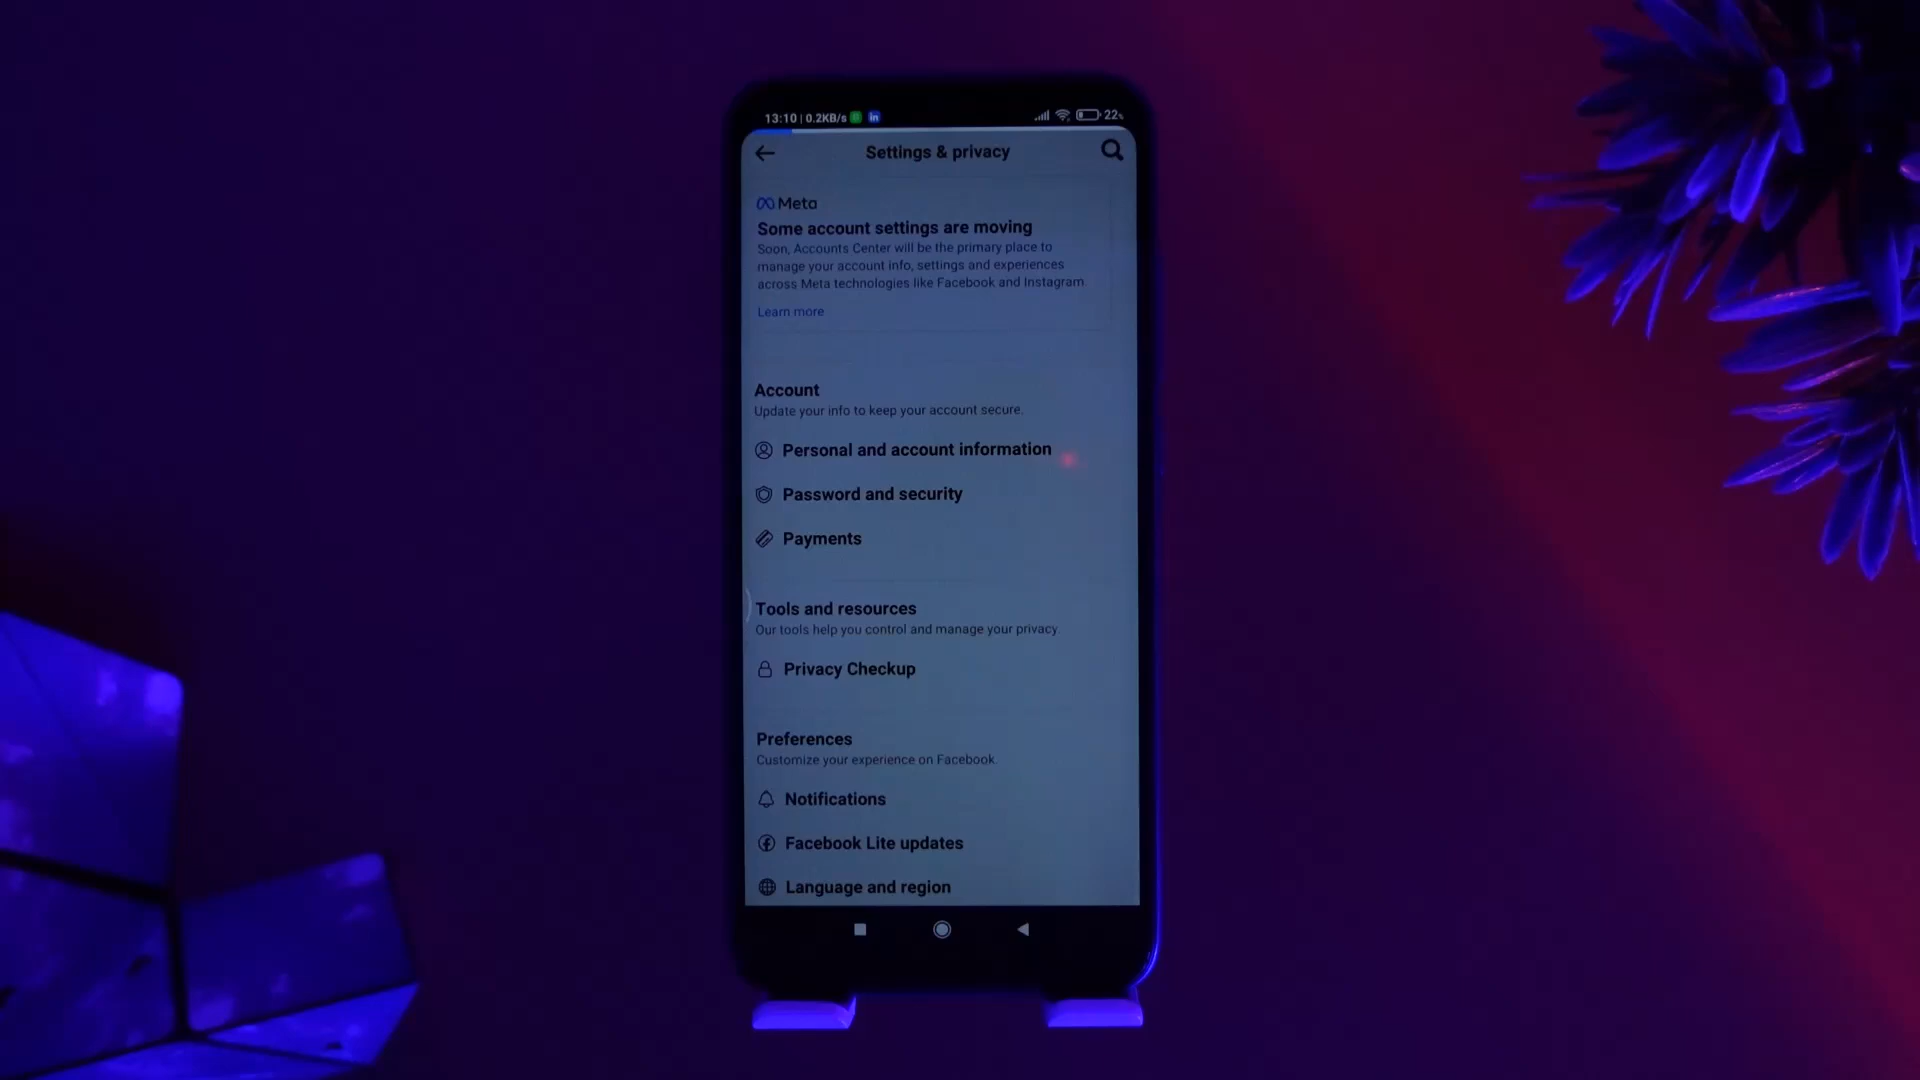 13:10 | 0.2KB/s in 22%
Settings & privacy
Meta
Some account settings are moving
Soon, Accounts Center will be the primary place to
manage your account info, settings and experiences
across Meta technologies like Facebook and Instagram.
Learn more
Account
Update your info to keep your account secure.
Personal and account information
Password and security
Payments
Tools and resources
Our tools help you control and manage your privacy.
Privacy Checkup
Preferences
Customize your experience on Facebook.
Notifications
Facebook Lite updates
Language and region